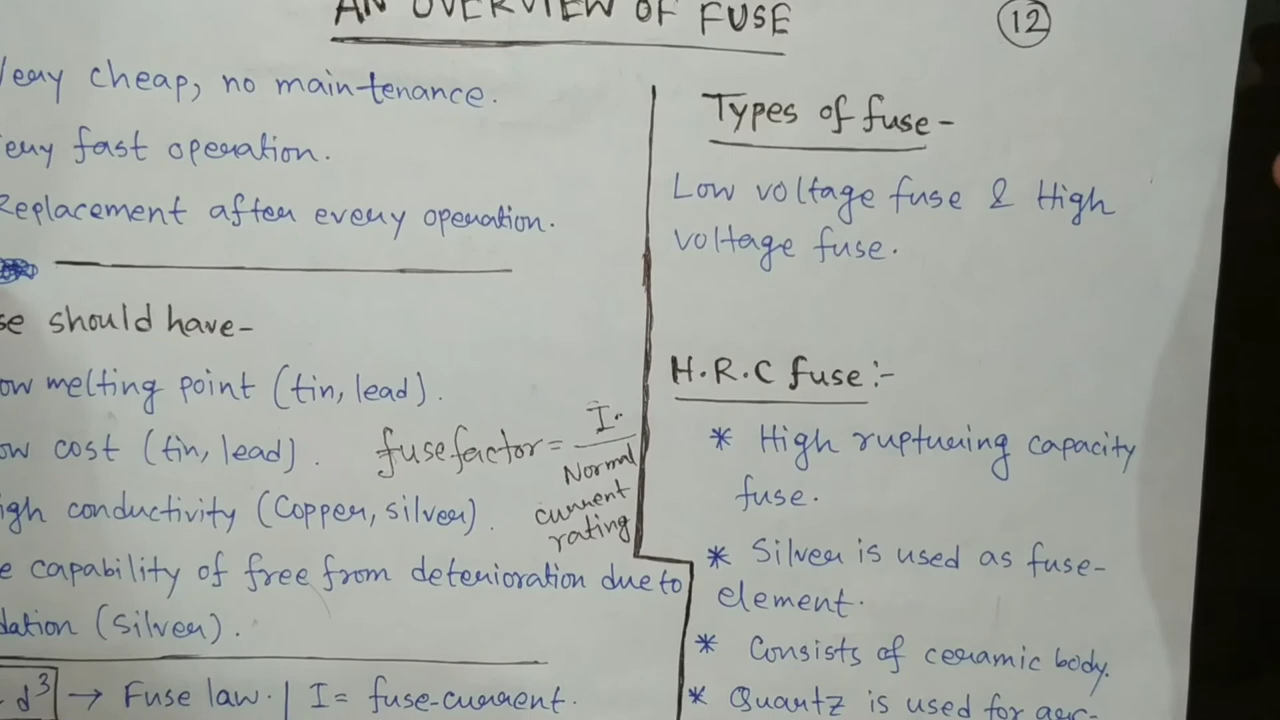 AN OVERVIEW OF FUSE
12
Very cheap, no maintenance.
Very fast operation.
Replacement after every operation.
se should have-
ow melting point (tin, lead).
ow cost (tin, lead).
fuse factor = I / Normal current rating
igh conductivity (Copper, silver).
e capability of free from deterioration due to
dation (silver).
d³ → Fuse law. | I = fuse-current.
Types of fuse-
Low voltage fuse & High
voltage fuse.
H.R.C fuse:-
* High rupturing capacity
fuse.
* Silver is used as fuse-
element.
* Consists of ceramic body.
* Quartz is used for arc-